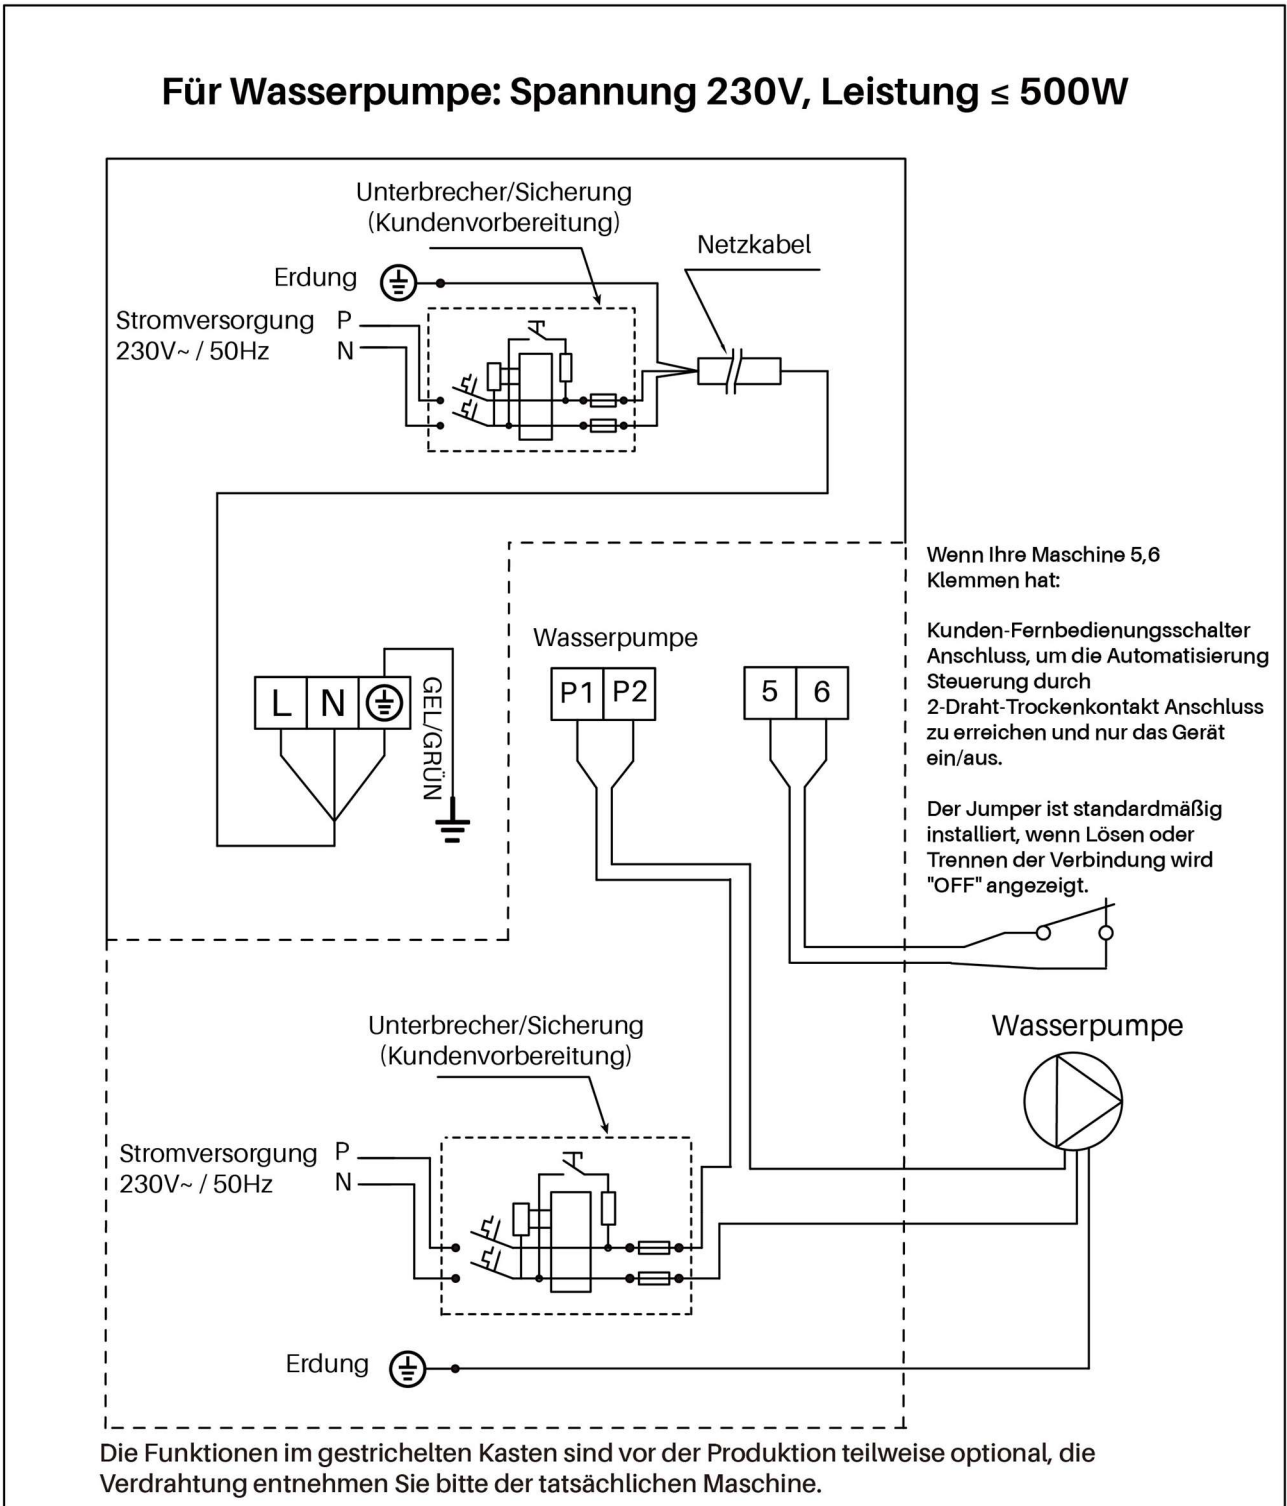 Für Wasserpumpe: Spannung 230V, Leistung ≤ 500W
Unterbrecher/Sicherung
(Kundenvorbereitung)
Netzkabel
Erdung
Stromversorgung P
230V~ / 50Hz N
Wenn Ihre Maschine 5,6
Klemmen hat:
Kunden-Fernbedienungsschalter
Anschluss, um die Automatisierung
Steuerung durch
2-Draht-Trockenkontakt Anschluss
zu erreichen und nur das Gerät
ein/aus.
Der Jumper ist standardmäßig
installiert, wenn Lösen oder
Trennen der Verbindung wird
"OFF" angezeigt.
Wasserpumpe
L N
GEL/GRÜN
P1 P2
5 6
Unterbrecher/Sicherung
(Kundenvorbereitung)
Wasserpumpe
Stromversorgung P
230V~ / 50Hz N
Erdung
Die Funktionen im gestrichelten Kasten sind vor der Produktion teilweise optional, die
Verdrahtung entnehmen Sie bitte der tatsächlichen Maschine.